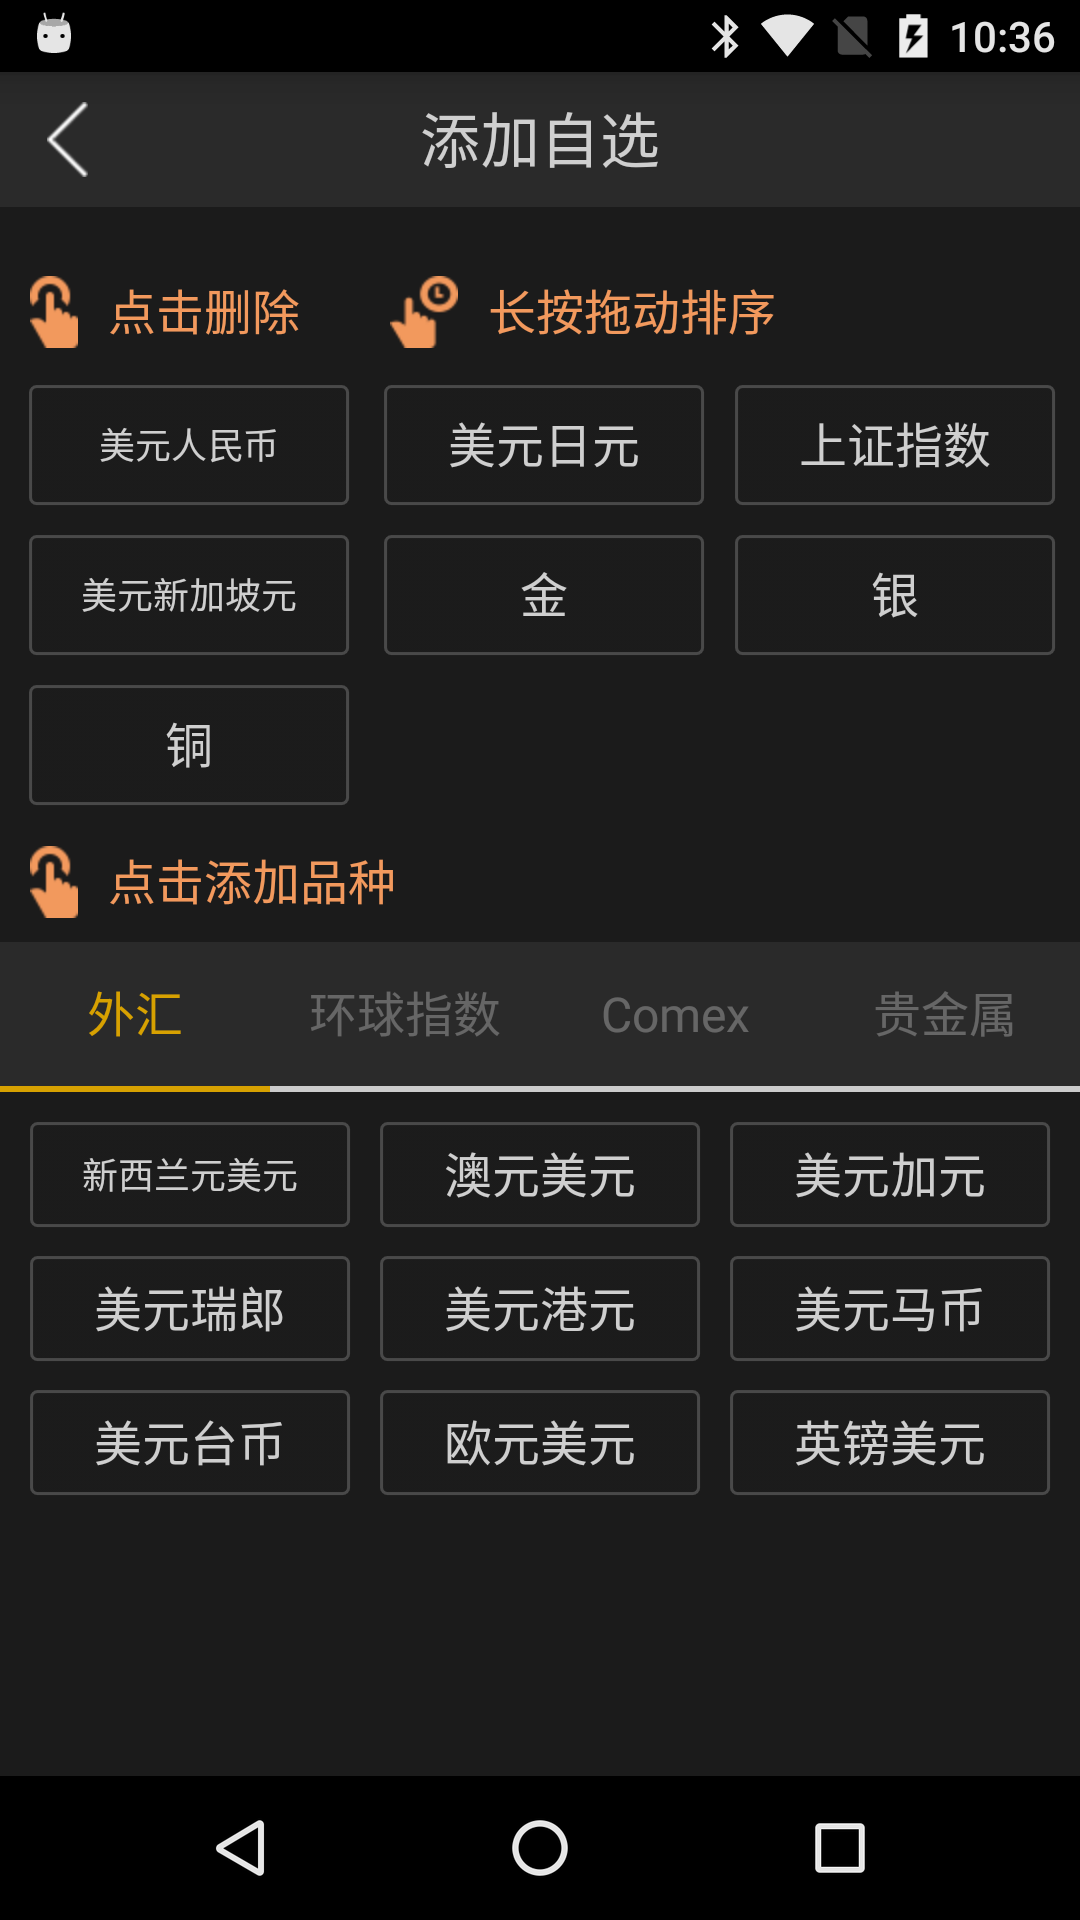 10:36
添加自选
点击删除 长按拖动排序
美元人民币 美元日元 上证指数
美元新加坡元 金 银
铜
点击添加品种
外汇 环球指数 Comex 贵金属
新西兰元美元 澳元美元 美元加元
美元瑞郎 美元港元 美元马币
美元台币 欧元美元 英镑美元